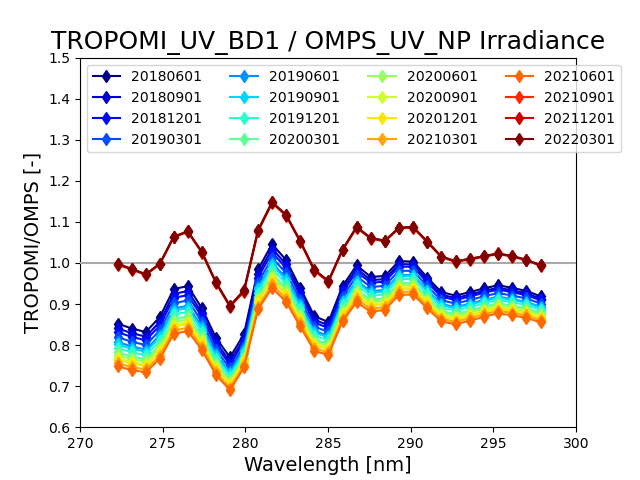 TROPOMI_UV_BD1 / OMPS_UV_NP Irradiance
20180601 20190601 20200601 20210601
20180901 20190901 20200901 20210901
20181201 20191201 20201201 20211201
20190301 20200301 20210301 20220301
1.5
1.4
1.3
1.2
1.1
1.0
0.9
0.8
0.7
0.6
TROPOMI/OMPS [-]
270 275 280 285 290 295 300
Wavelength [nm]